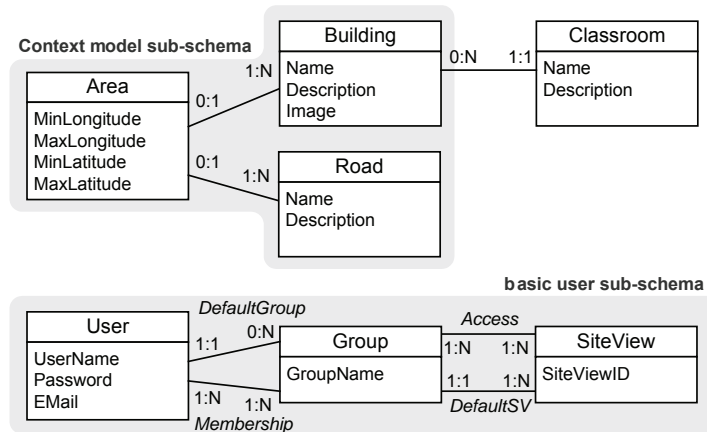 Context model sub-schema
Area
MinLongitude
MaxLongitude
MinLatitude
MaxLatitude
0:1
1:N
0:1
1:N
Building
Name
Description
Image
0:N
1:1
Classroom
Name
Description
Road
Name
Description
basic user sub-schema
User
UserName
Password
EMail
DefaultGroup
1:1
0:N
1:N
1:N
Membership
Group
GroupName
Access
1:N
1:N
1:1
1:N
DefaultSV
SiteView
SiteViewID